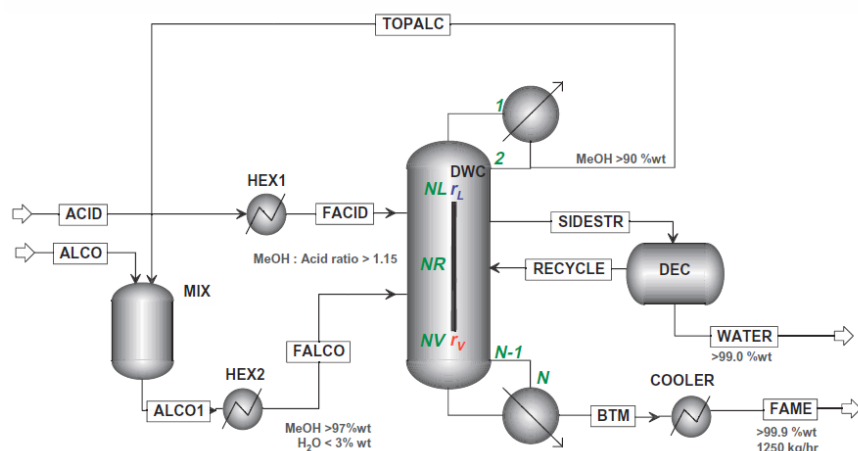 TOPALC
1
2
MeOH >90 %wt
DWC
HEX1
NL rL
ACID
FACID
SIDESTR
ALCO
MeOH : Acid ratio > 1.15
NR
RECYCLE
DEC
MIX
FALCO
NV rV
WATER
>99.0 %wt
N-1
HEX2
N
COOLER
ALCO1
BTM
FAME
MeOH >97%wt
H2O < 3% wt
>99.9 %wt
1250 kg/hr